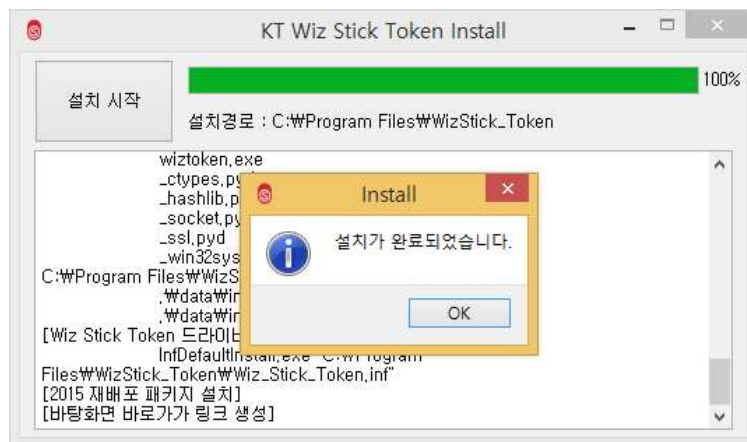 KT Wiz Stick Token Install
설치 시작
100%
설치경로 : C:₩Program Files₩WizStick_Token
wiztoken,exe
_ctypes,py
_hashlib,p
_socket,py
_ssl,pyd
_win32sys
C:₩Program Files₩WizS
,₩data₩in
,₩data₩in
[Wiz Stick Token 드라이버
InfDefaultInstall,exe "C:₩Program
Files₩WizStick_Token₩Wiz_Stick_Token,inf"
[2015 재배포 패키지 설치]
[바탕화면 바로가가 링크 생성]
Install
설치가 완료되었습니다.
OK